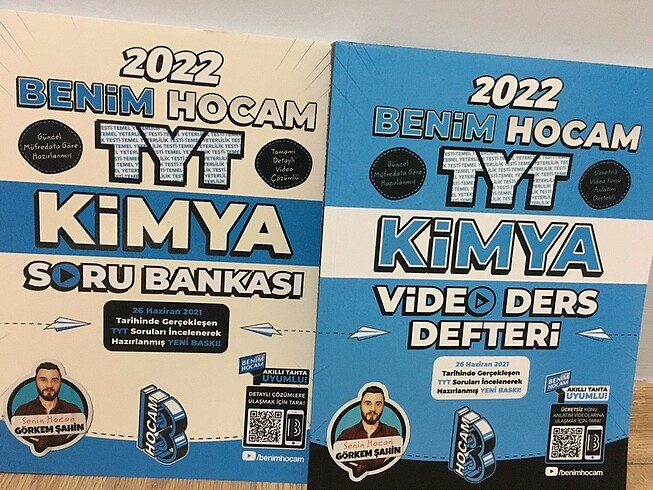 2022
BENiM HOCAM
Güncel
Müfredata Göre
Hazırlanmış
TYT
Tamamı
Detaylı
Video
Çözümlü
KiMYA
SORU BANKASI
26 Haziran 2021
Tarihinde Gerçekleşen
TYT Soruları İncelenerek
Hazırlanmış YENİ BASKI!
BENİM
HOCAM
AKILLI TAHTA
UYUMLU!
DETAYLI ÇÖZÜMLERE
ULAŞMAK İÇİN TARA!
Senin Hocan
GÖRKEM ŞAHİN
HOCAM
/benimhocam
2022
BENiM HOCAM
Güncel
Müfredata Göre
Hazırlanmış
TYT
Ücretsiz
Video Konu
Anlatım
Destekli
KiMYA
ViDEO DERS
DEFTERi
26 Haziran 2021
Tarihinde Gerçekleşen
TYT Soruları İncelenerek
Hazırlanmış YENİ BASKI!
BENİM
HOCAM
AKILLI TAHTA
UYUMLU!
ÜCRETSİZ KONU
ANLATIM VIDEOLARINA
ULAŞMAK İÇİN TARA!
Senin Hocan
GÖRKEM ŞAHİN
HOCAM
/benimhocam